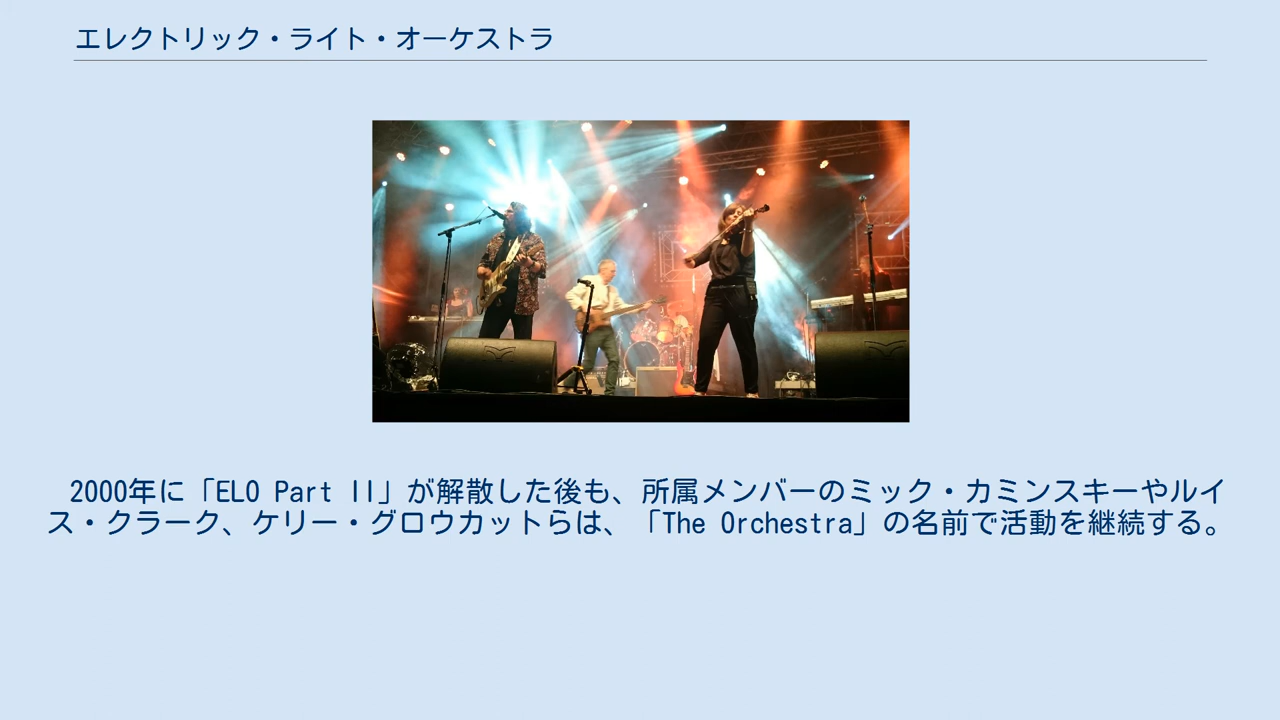 エレクトリック・ライト・オーケストラ
2000年に「ELO Part II」が解散した後も、所属メンバーのミック・カミンスキーやルイ
ス・クラーク、ケリー・グロウカットらは、「The Orchestra」の名前で活動を継続する。